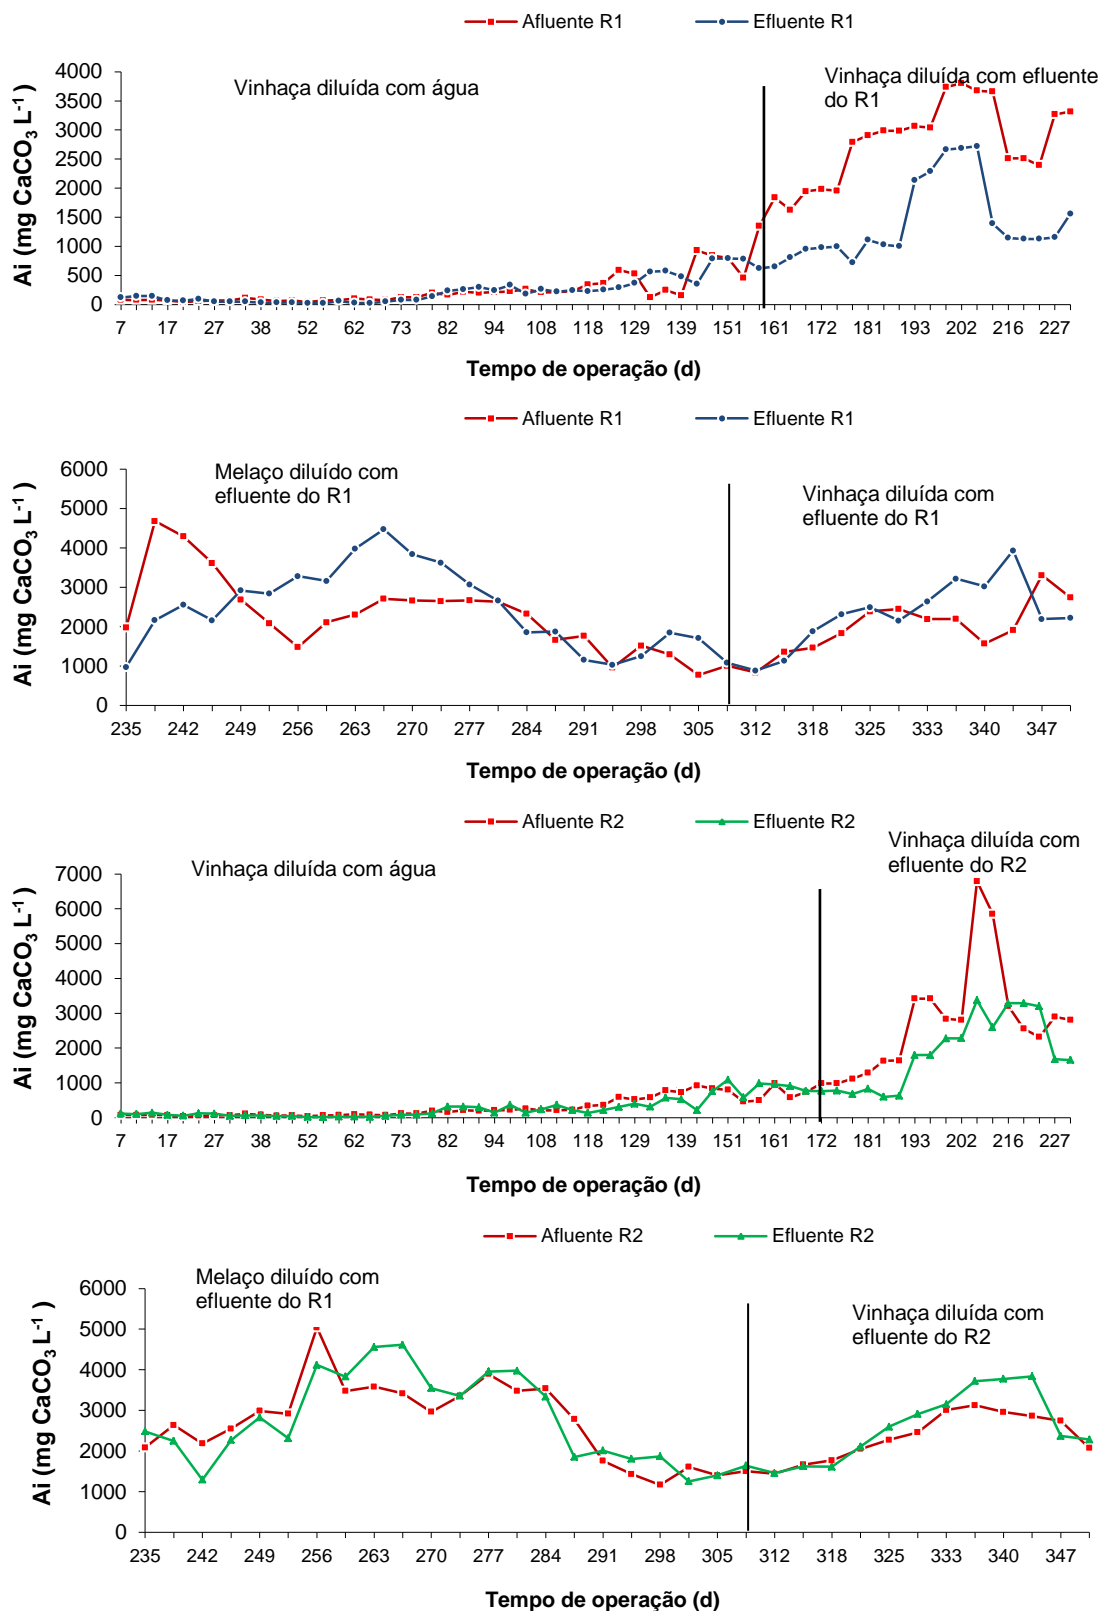 Afluente R1 Efluente R1
Ai (mg CaCO₃ L⁻¹ )
4000
3500
3000
2500
2000
1500
1000
500
0
Vinhaça diluída com água
Vinhaça diluída com efluente
do R1
7 17 27 38 52 62 73 82 94 108 118 129 139 151 161 172 181 193 202 216 227
Tempo de operação (d)
Afluente R1 Efluente R1
Ai (mg CaCO₃ L⁻¹ )
6000
5000
4000
3000
2000
1000
0
Melaço diluído com
efluente do R1
Vinhaça diluída com
efluente do R1
235 242 249 256 263 270 277 284 291 298 305 312 318 325 333 340 347
Tempo de operação (d)
Afluente R2 Efluente R2
Ai (mg CaCO₃ L⁻¹ )
7000
6000
5000
4000
3000
2000
1000
0
Vinhaça diluída com água
Vinhaça diluída com
efluente do R2
7 17 27 38 52 62 73 82 94 108 118 129 139 151 161 172 181 193 202 216 227
Tempo de operação (d)
Afluente R2 Efluente R2
Ai (mg CaCO₃ L⁻¹ )
6000
5000
4000
3000
2000
1000
0
Melaço diluído com
efluente do R1
Vinhaça diluída com
efluente do R2
235 242 249 256 263 270 277 284 291 298 305 312 318 325 333 340 347
Tempo de operação (d)